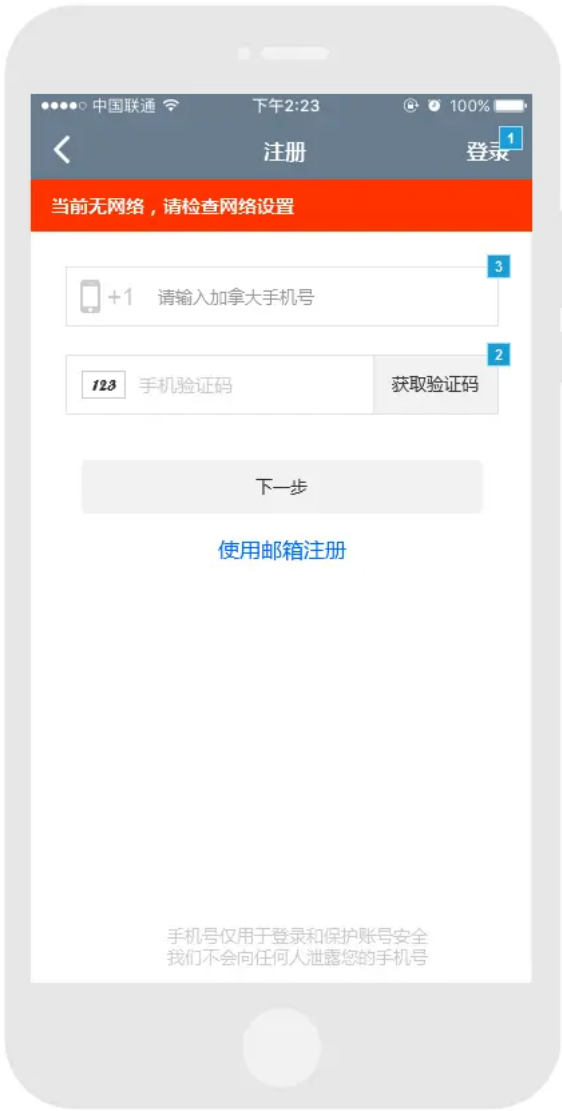 中国联通 下午2:23 100%
注册 登录 1
当前无网络，请检查网络设置
3
+1 请输入加拿大手机号
2
123 手机验证码 获取验证码
下一步
使用邮箱注册
手机号仅用于登录和保护账号安全
我们不会向任何人泄露您的手机号